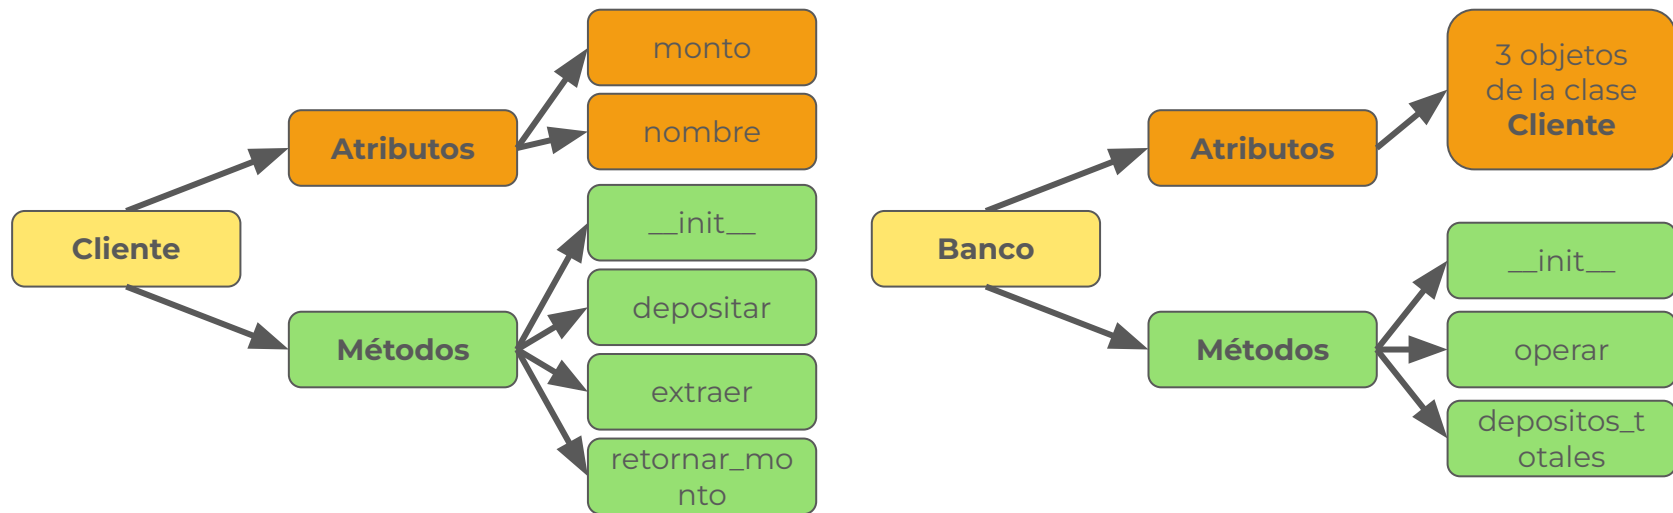 Cliente
Atributos
monto
nombre
Métodos
__init__
depositar
extraer
retornar_mo
nto
Banco
Atributos
3 objetos
de la clase
Cliente
Métodos
__init__
operar
depositos_t
otales